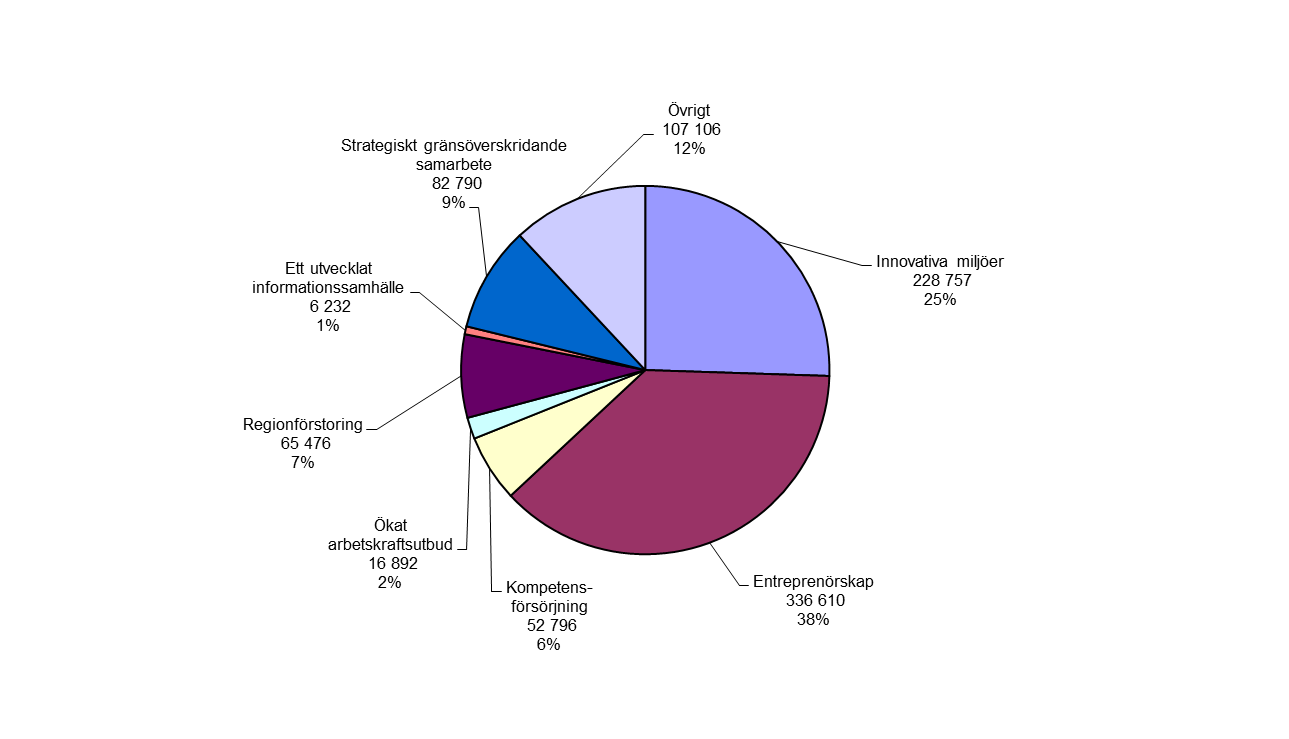 Övrigt
107 106
12%
Strategiskt gränsöverskridande
samarbete
82 790
9%
Innovativa miljöer
228 757
25%
Ett utvecklat
informationssamhälle
6 232
1%
Regionförstoring
65 476
7%
Ökat
arbetskraftsutbud
16 892
2%
Kompetens-
försörjning
52 796
6%
Entreprenörskap
336 610
38%